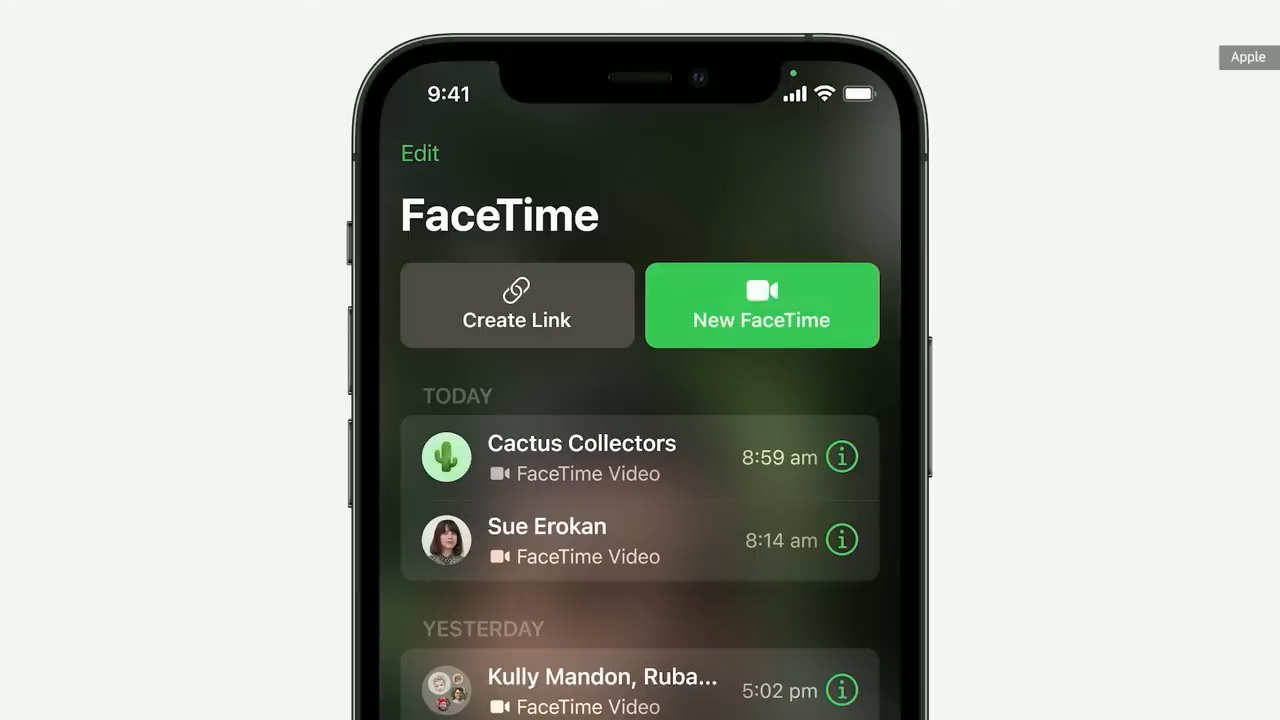 Apple
9:41
Edit
FaceTime
Create Link
New FaceTime
TODAY
Cactus Collectors
FaceTime Video
8:59 am
Sue Erokan
FaceTime Video
8:14 am
YESTERDAY
Kully Mandon, Ruba...
FaceTime Video
5:02 pm